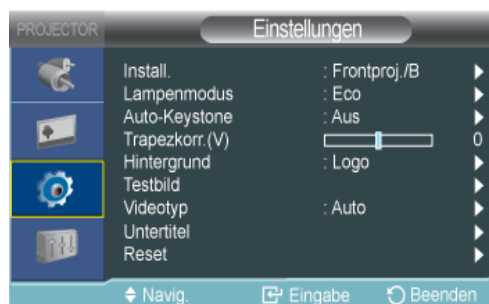 PROJECTOR
Einstellungen
Install. : Frontproj./B
Lampenmodus : Eco
Auto-Keystone : Aus
Trapezkorr.(V) 0
Hintergrund : Logo
Testbild
Videotyp : Auto
Untertitel
Reset
Navig. Eingabe Beenden